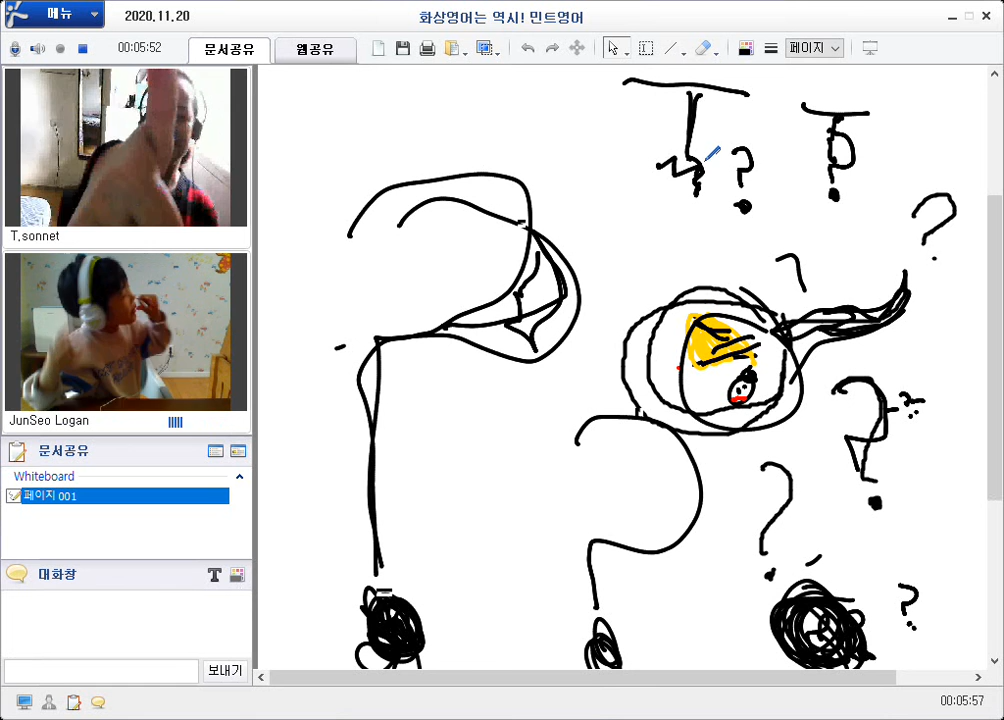 메뉴
2020.11.20
화상영어는 역시! 민트영어
00:05:52
문서공유
웹공유
페이지
T.sonnet
JunSeo Logan
문서공유
Whiteboard
페이지 001
대화창
T
보내기
00:05:57
?
?
?
?
?
?
?